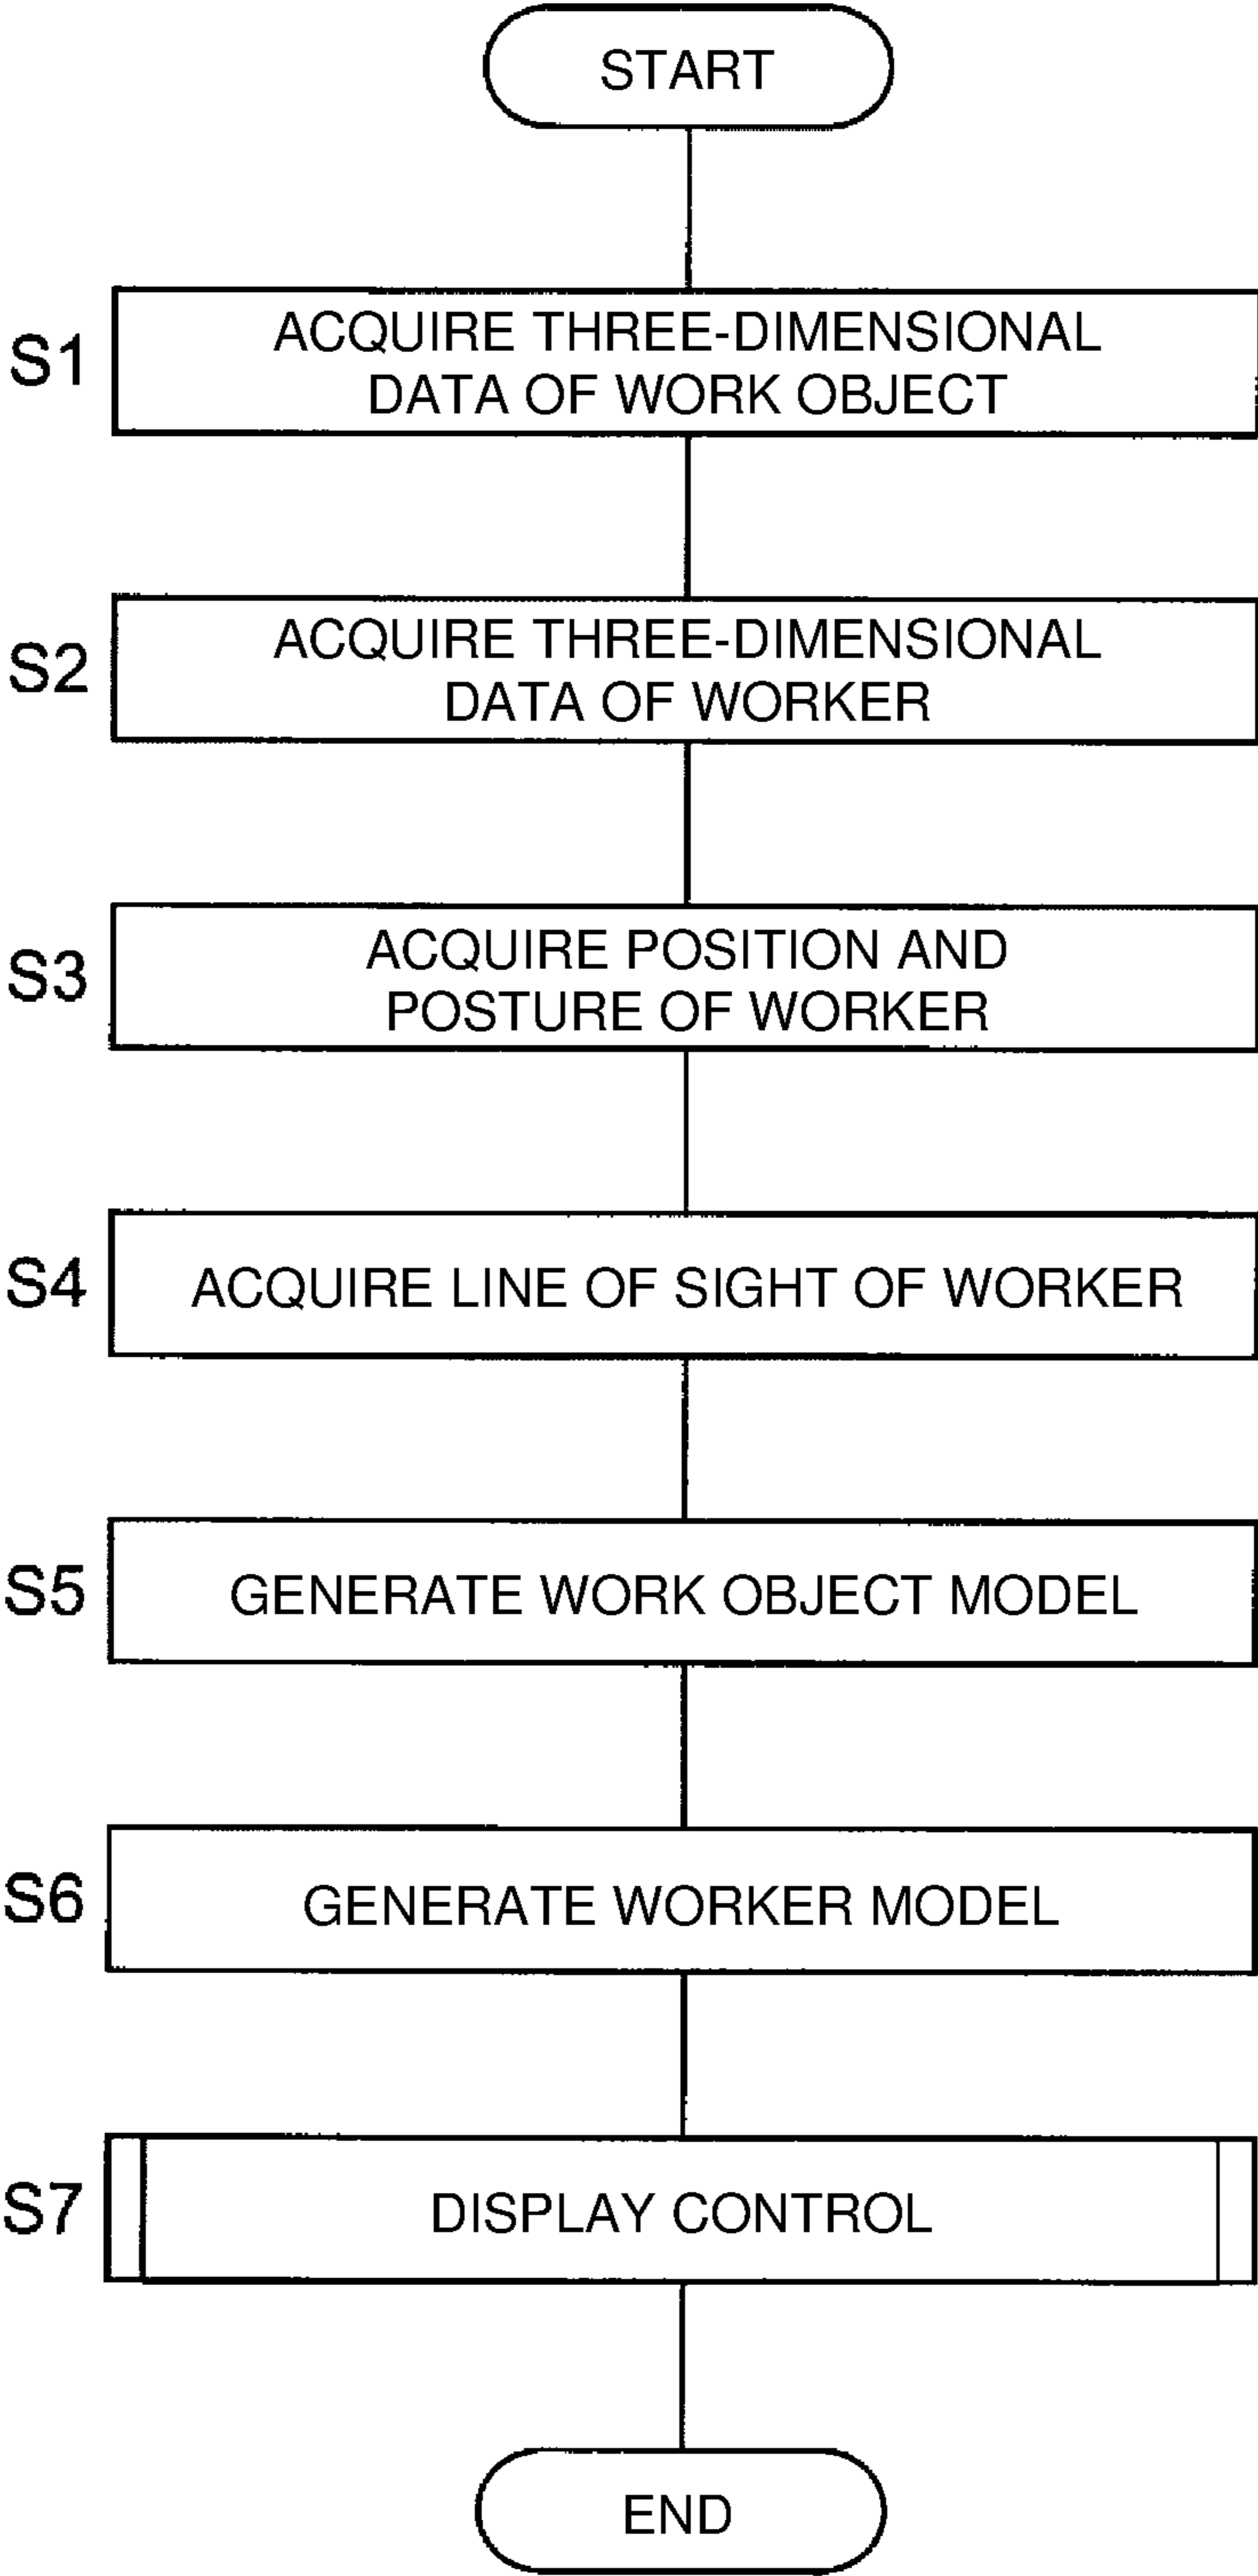 START
S1
ACQUIRE THREE-DIMENSIONAL
DATA OF WORK OBJECT
S2
ACQUIRE THREE-DIMENSIONAL
DATA OF WORKER
S3
ACQUIRE POSITION AND
POSTURE OF WORKER
S4
ACQUIRE LINE OF SIGHT OF WORKER
S5
GENERATE WORK OBJECT MODEL
S6
GENERATE WORKER MODEL
S7
DISPLAY CONTROL
END